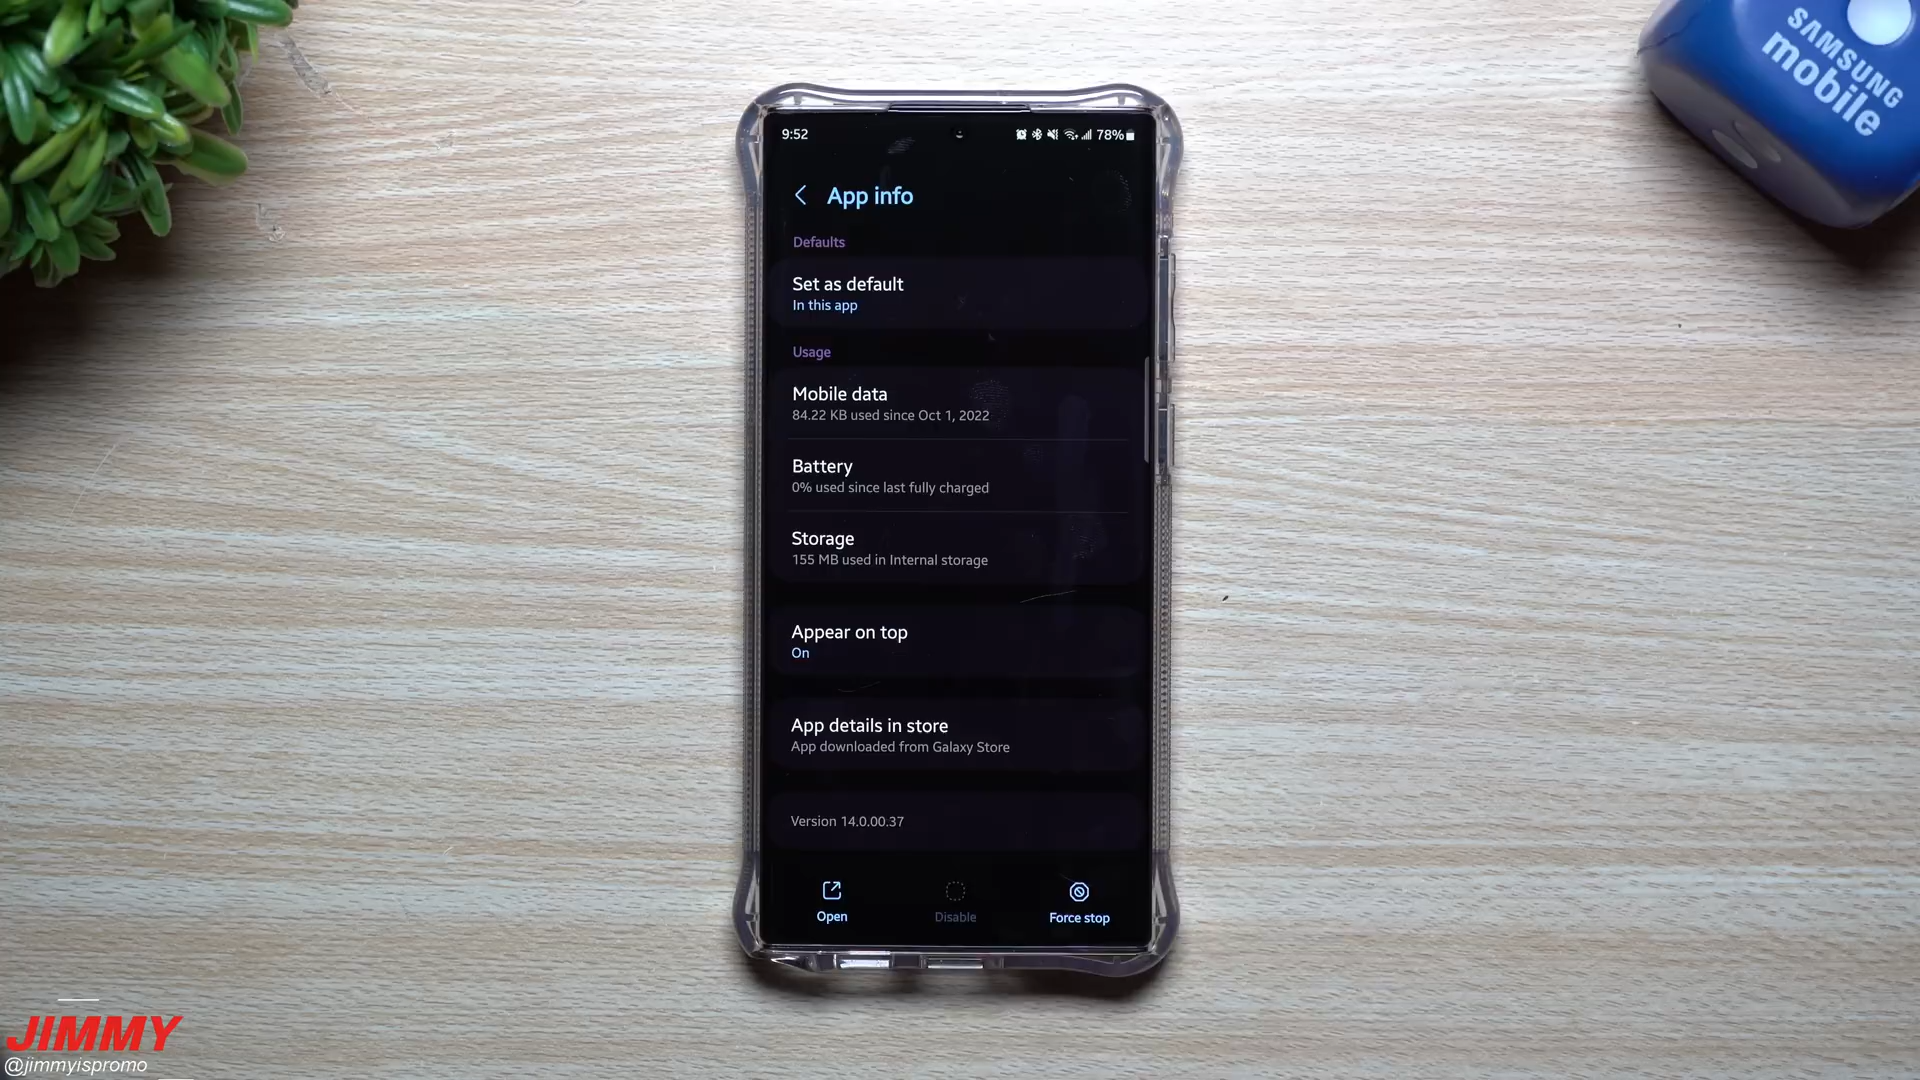 SAMSUNG
mobile
9:52
78%
App info
Defaults
Set as default
In this app
Usage
Mobile data
84.22 KB used since Oct 1, 2022
Battery
0% used since last fully charged
Storage
155 MB used in Internal storage
Appear on top
On
App details in store
App downloaded from Galaxy Store
Version 14.0.00.37
Open
Disable
Force stop
JIMMY
@jimmyispromo